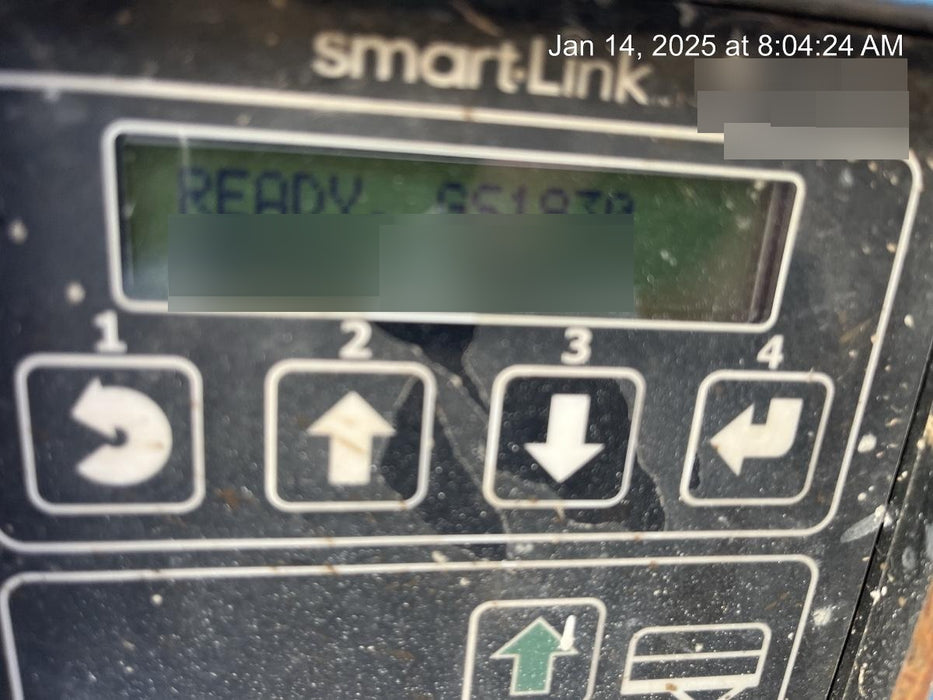 Jan 14, 2025 at 8:04:24 AM
smart-Link
READY.
1 2 3 4